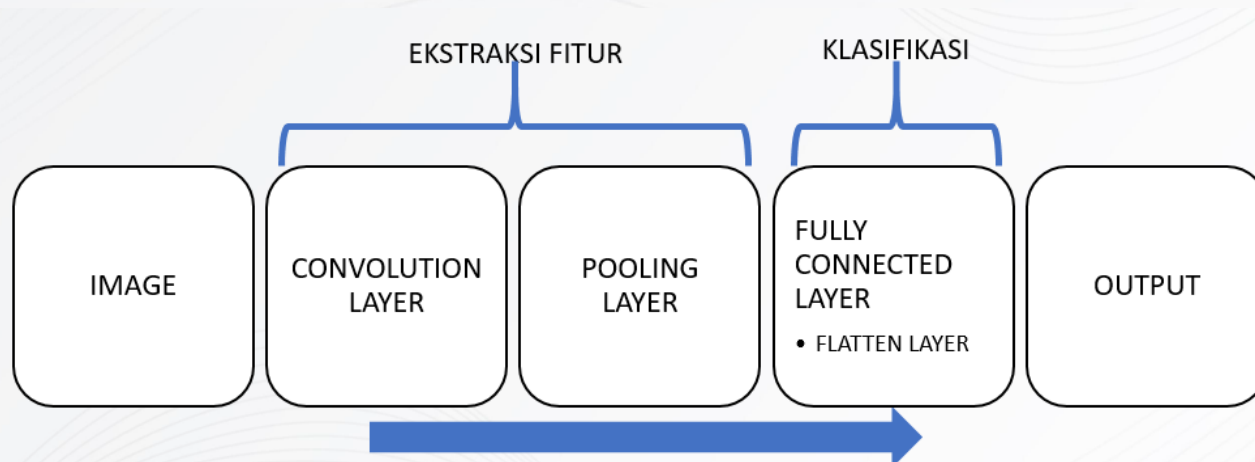 EKSTRAKSI FITUR
KLASIFIKASI
IMAGE
CONVOLUTION
LAYER
POOLING
LAYER
FULLY
CONNECTED
LAYER
• FLATTEN LAYER
OUTPUT